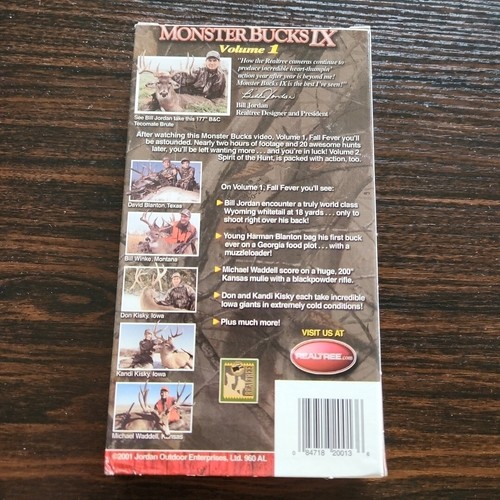 MONSTER BUCKS IX
Volume 1
"How the Realtree cameras continue to
produce incredible heart-thumpin'
action year after year is beyond me!
Monster Bucks IX is the best I've seen!"
Bill Jordan
Bill Jordan
Realtree Designer and President
See Bill Jordan take this 177" B&C
Tecomate Brute
After watching this Monster Bucks video, Volume 1, Fall Fever you'll
be astounded. Nearly two hours of footage and 20 awesome hunts
later, you'll be left wanting more . . . and you're in luck! Volume 2,
Spirit of the Hunt, is packed with action, too.
David Blanton, Texas
Bill Winke, Montana
Don Kisky, Iowa
Kandi Kisky, Iowa
Michael Waddell, Kansas
On Volume 1, Fall Fever you'll see:
Bill Jordan encounter a truly world class
Wyoming whitetail at 18 yards . . . only to
shoot right over his back!
Young Harman Blanton bag his first buck
ever on a Georgia food plot . . . with a
muzzleloader!
Michael Waddell score on a huge, 200"
Kansas mulie with a blackpowder rifle.
Don and Kandi Kisky each take incredible
Iowa giants in extremely cold conditions!
Plus much more!
VISIT US AT
REALTREE.com
0 84718 20013 6
©2001 Jordan Outdoor Enterprises, Ltd. 960 AL